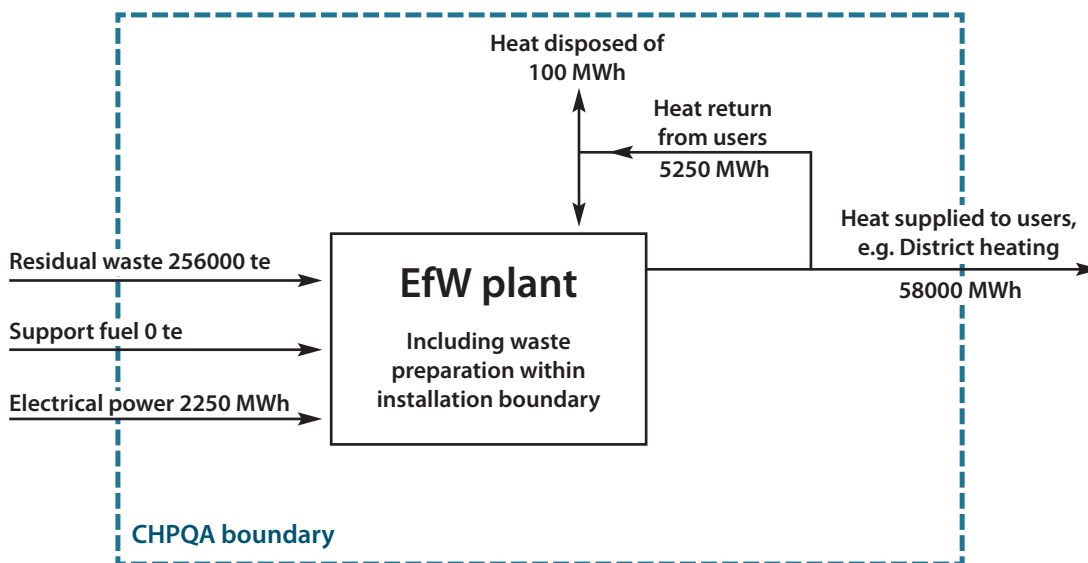 Heat disposed of
100 MWh
Heat return
from users
5250 MWh
Heat supplied to users,
e.g. District heating
58000 MWh
Residual waste 256000 te
Support fuel 0 te
Electrical power 2250 MWh
EfW plant
Including waste
preparation within
installation boundary
CHPQA boundary